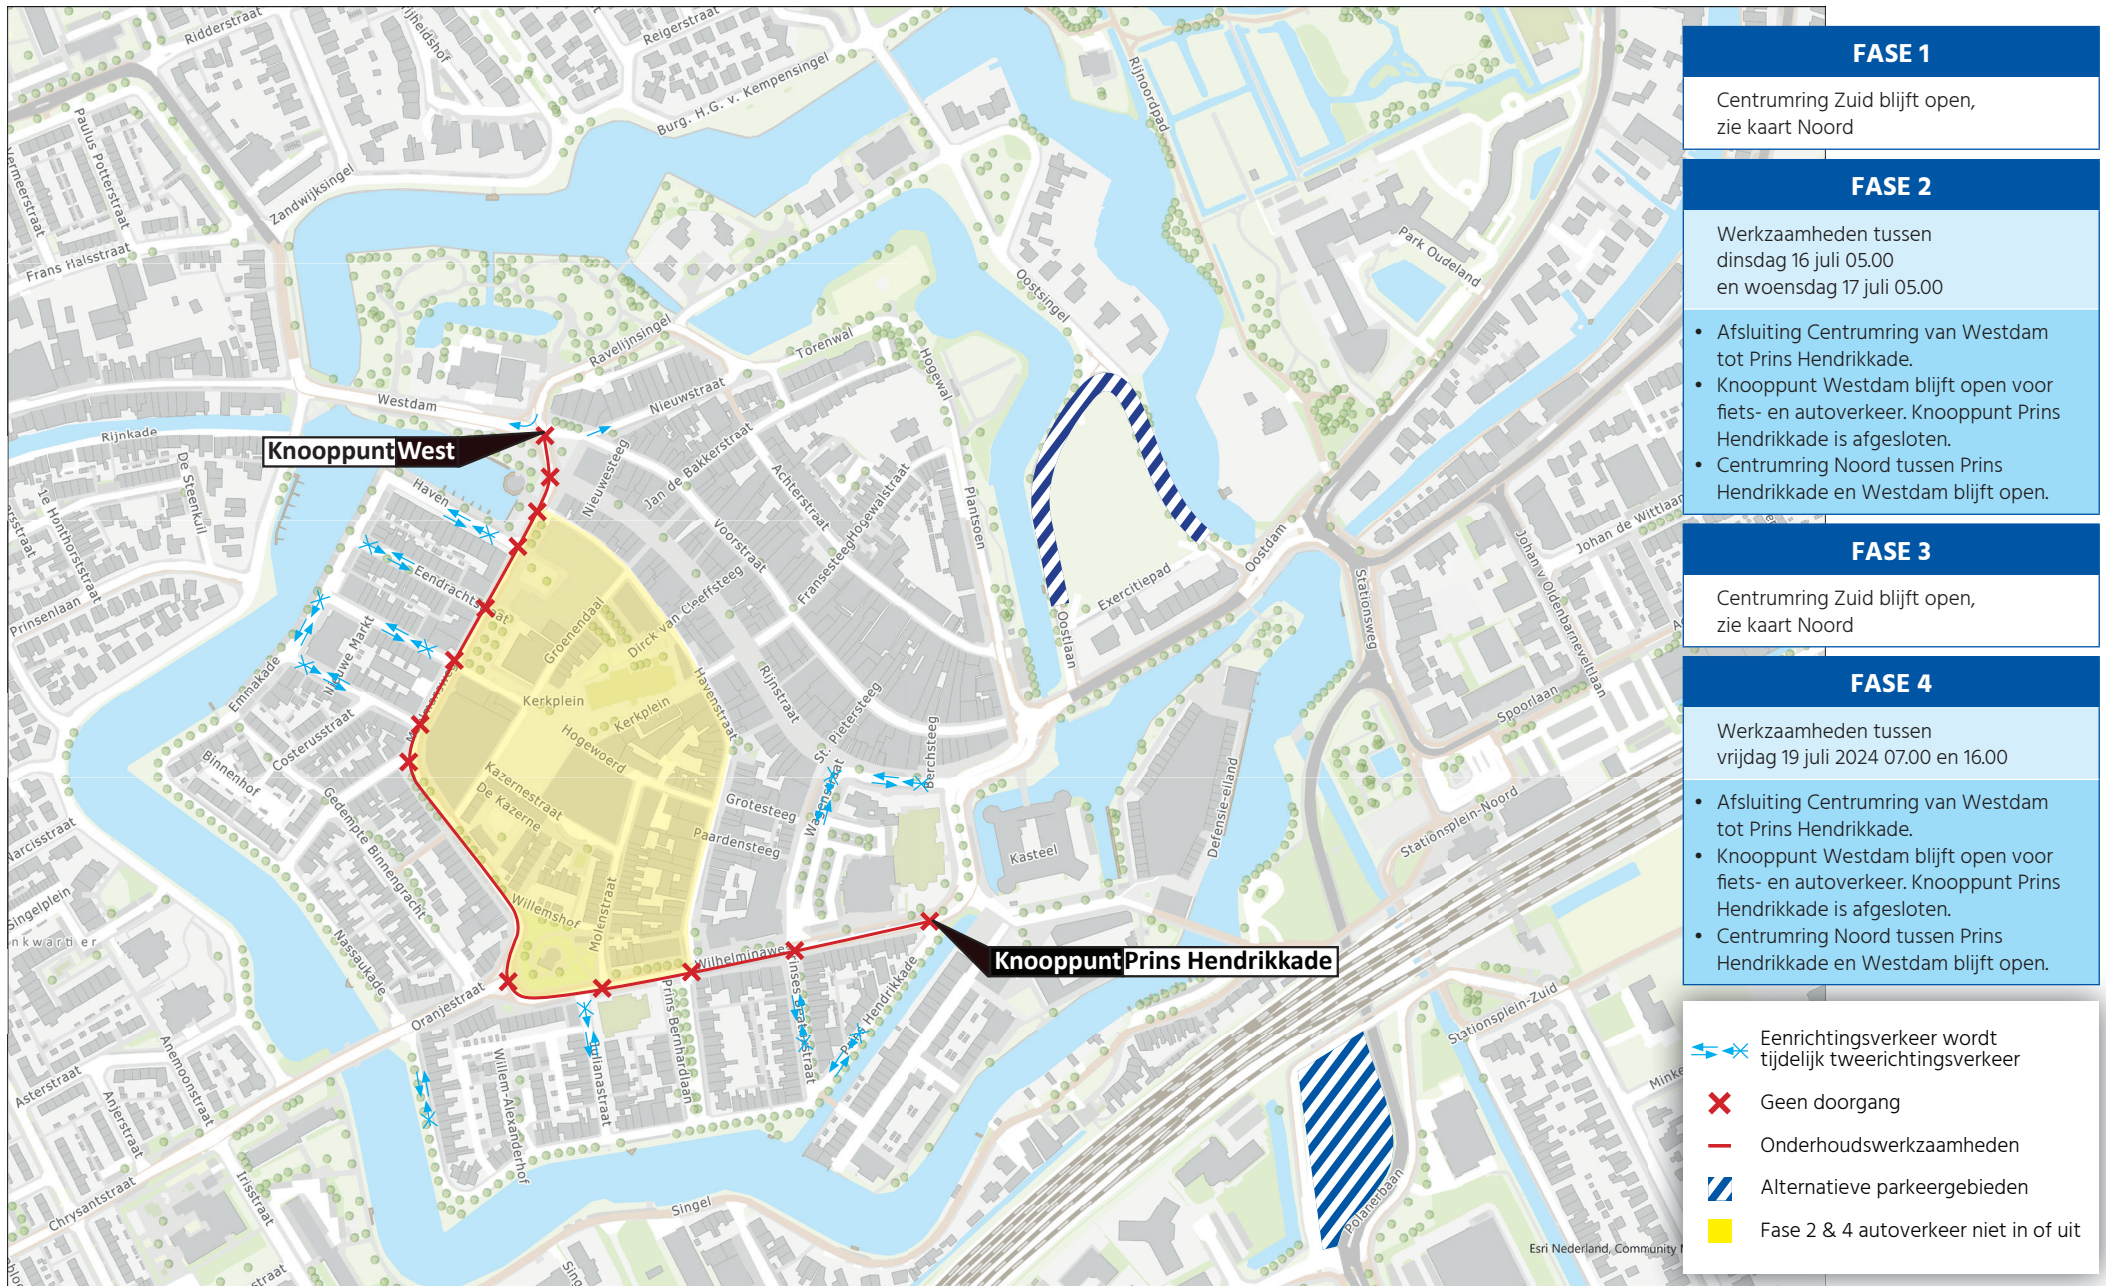 Ridderstraat
Reigerstraat
Burg. H.G. v. Kempensingel
Rijnoordpad
Paulus Potterstraat
Vermeerstraat
Zandwijksingel
Frans Halsstraat
Park Oudeland
Oostsingel
Ravelijnsingel
Torenwal
Hogewal
Westdam
Nieuwstraat
Rijnkade
Knooppunt West
De Steenkuil
1e Honthorststraat
Haven
Nieuwesteeg
Jan de Bakkerstraat
Achterstraat
Hogewalstraat
Plantsoen
Voorstraat
Fransesteeg
Oostdam
Exercitiepad
Stationsweg
Johan de Wittlaan
Johan v Oldenbarneveltlaan
Eendrachtstraat
Prinsenlaan
Groenendaal
Dirck van Cleeffsteeg
Oostlaan
Nieuwe Markt
Emmakade
Kerkplein
Kerkplein
Havenstraat
Rijnstraat
St. Pietersteeg
Spoorlaan
Costerusstraat
Binnenhof
Hogewoerd
Berchsteeg
Kazernestraat
De Kazerne
Gedempte Binnengracht
Grotesteeg
Paardensteeg
Defensie-eiland
Kasteel
Stationsplein-Noord
Narcisstraat
Singelplein
Willemshof
Molenstraat
Nassaukade
Wilhelminaweg
Knooppunt Prins Hendrikkade
Oranjestraat
Prins Bernhardlaan
Stationsplein-Zuid
Anemoonstraat
Asterstraat
Anjerstraat
Willem-Alexanderhof
Julianastraat
Irisstraat
Chrysantstraat
Singel
Polanerbaan
Esri Nederland, Community
FASE 1
Centrumring Zuid blijft open,
zie kaart Noord
FASE 2
Werkzaamheden tussen
dinsdag 16 juli 05.00
en woensdag 17 juli 05.00
• Afsluiting Centrumring van Westdam
tot Prins Hendrikkade.
• Knooppunt Westdam blijft open voor
fiets- en autoverkeer. Knooppunt Prins
Hendrikkade is afgesloten.
• Centrumring Noord tussen Prins
Hendrikkade en Westdam blijft open.
FASE 3
Centrumring Zuid blijft open,
zie kaart Noord
FASE 4
Werkzaamheden tussen
vrijdag 19 juli 2024 07.00 en 16.00
• Afsluiting Centrumring van Westdam
tot Prins Hendrikkade.
• Knooppunt Westdam blijft open voor
fiets- en autoverkeer. Knooppunt Prins
Hendrikkade is afgesloten.
• Centrumring Noord tussen Prins
Hendrikkade en Westdam blijft open.
Eenrichtingsverkeer wordt
tijdelijk tweerichtingsverkeer
Geen doorgang
Onderhoudswerkzaamheden
Alternatieve parkeergebieden
Fase 2 & 4 autoverkeer niet in of uit